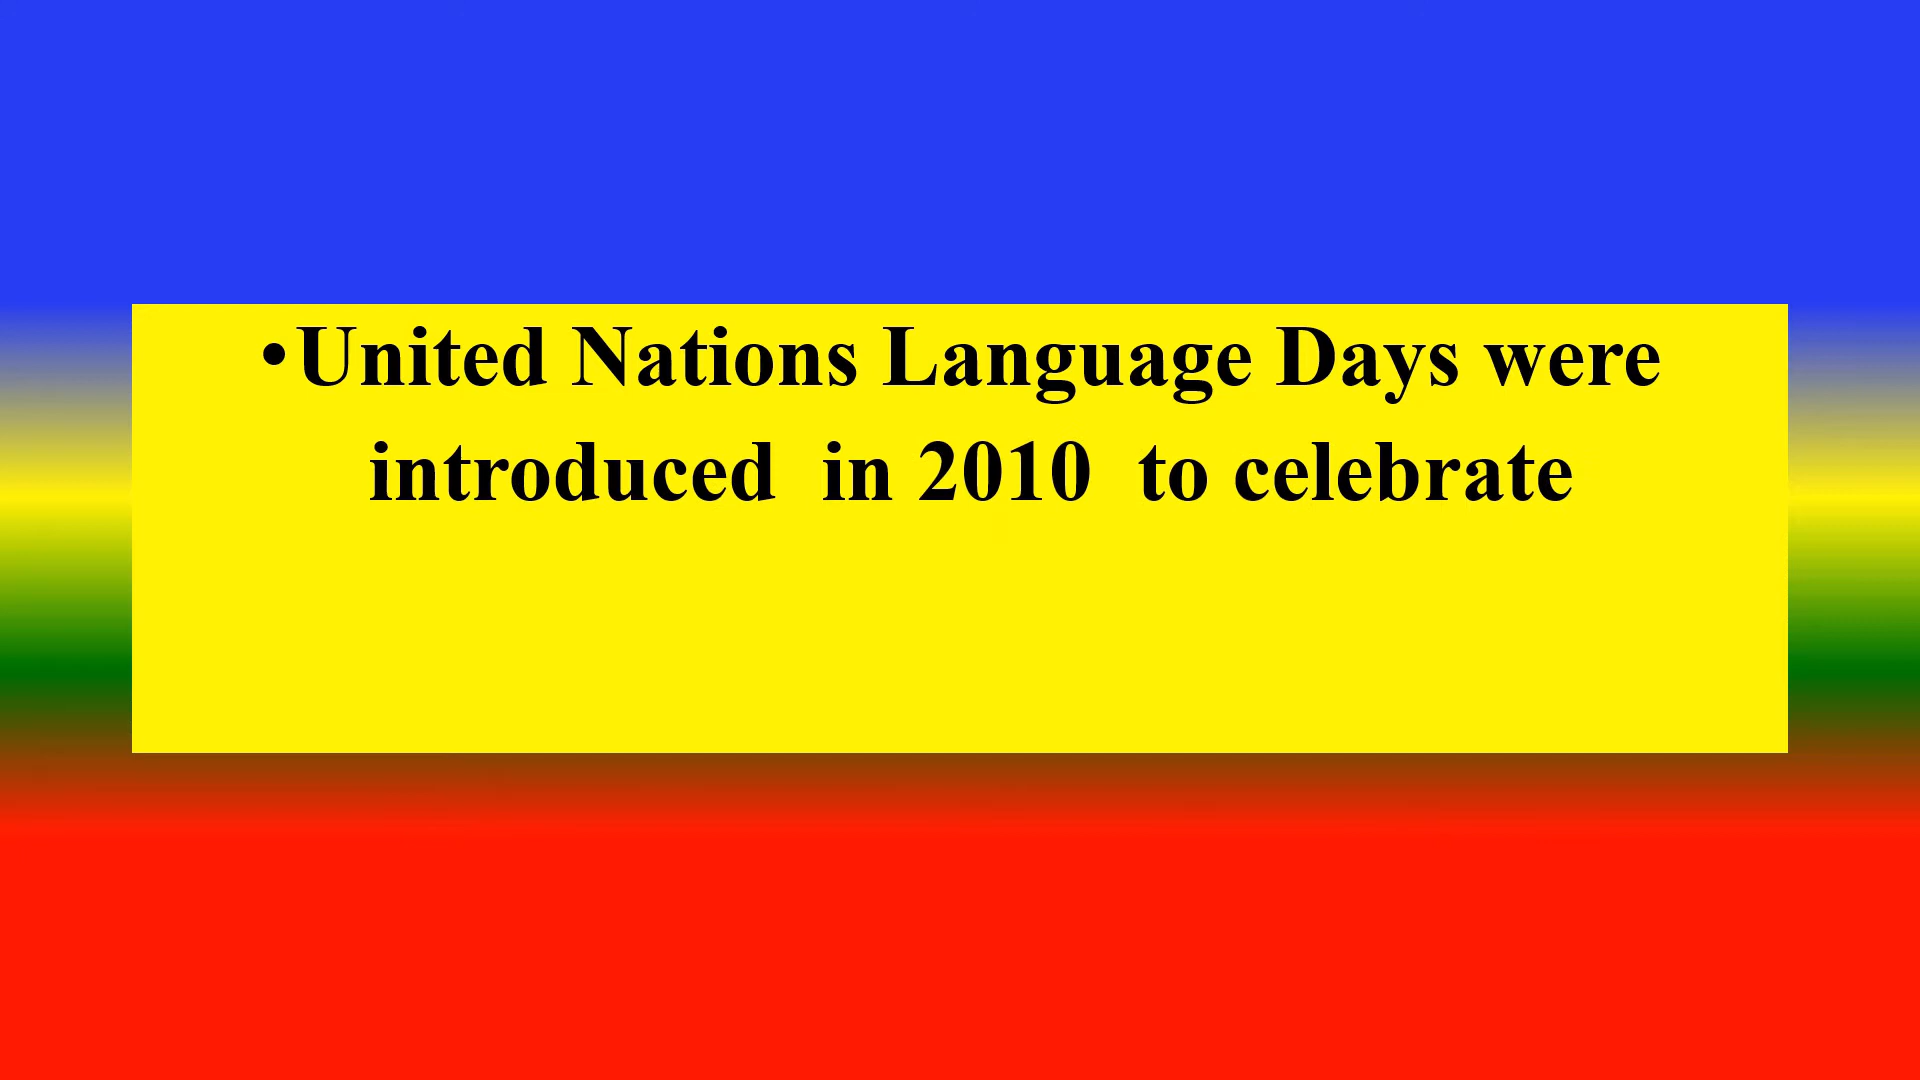 •United Nations Language Days were
introduced  in 2010  to celebrate